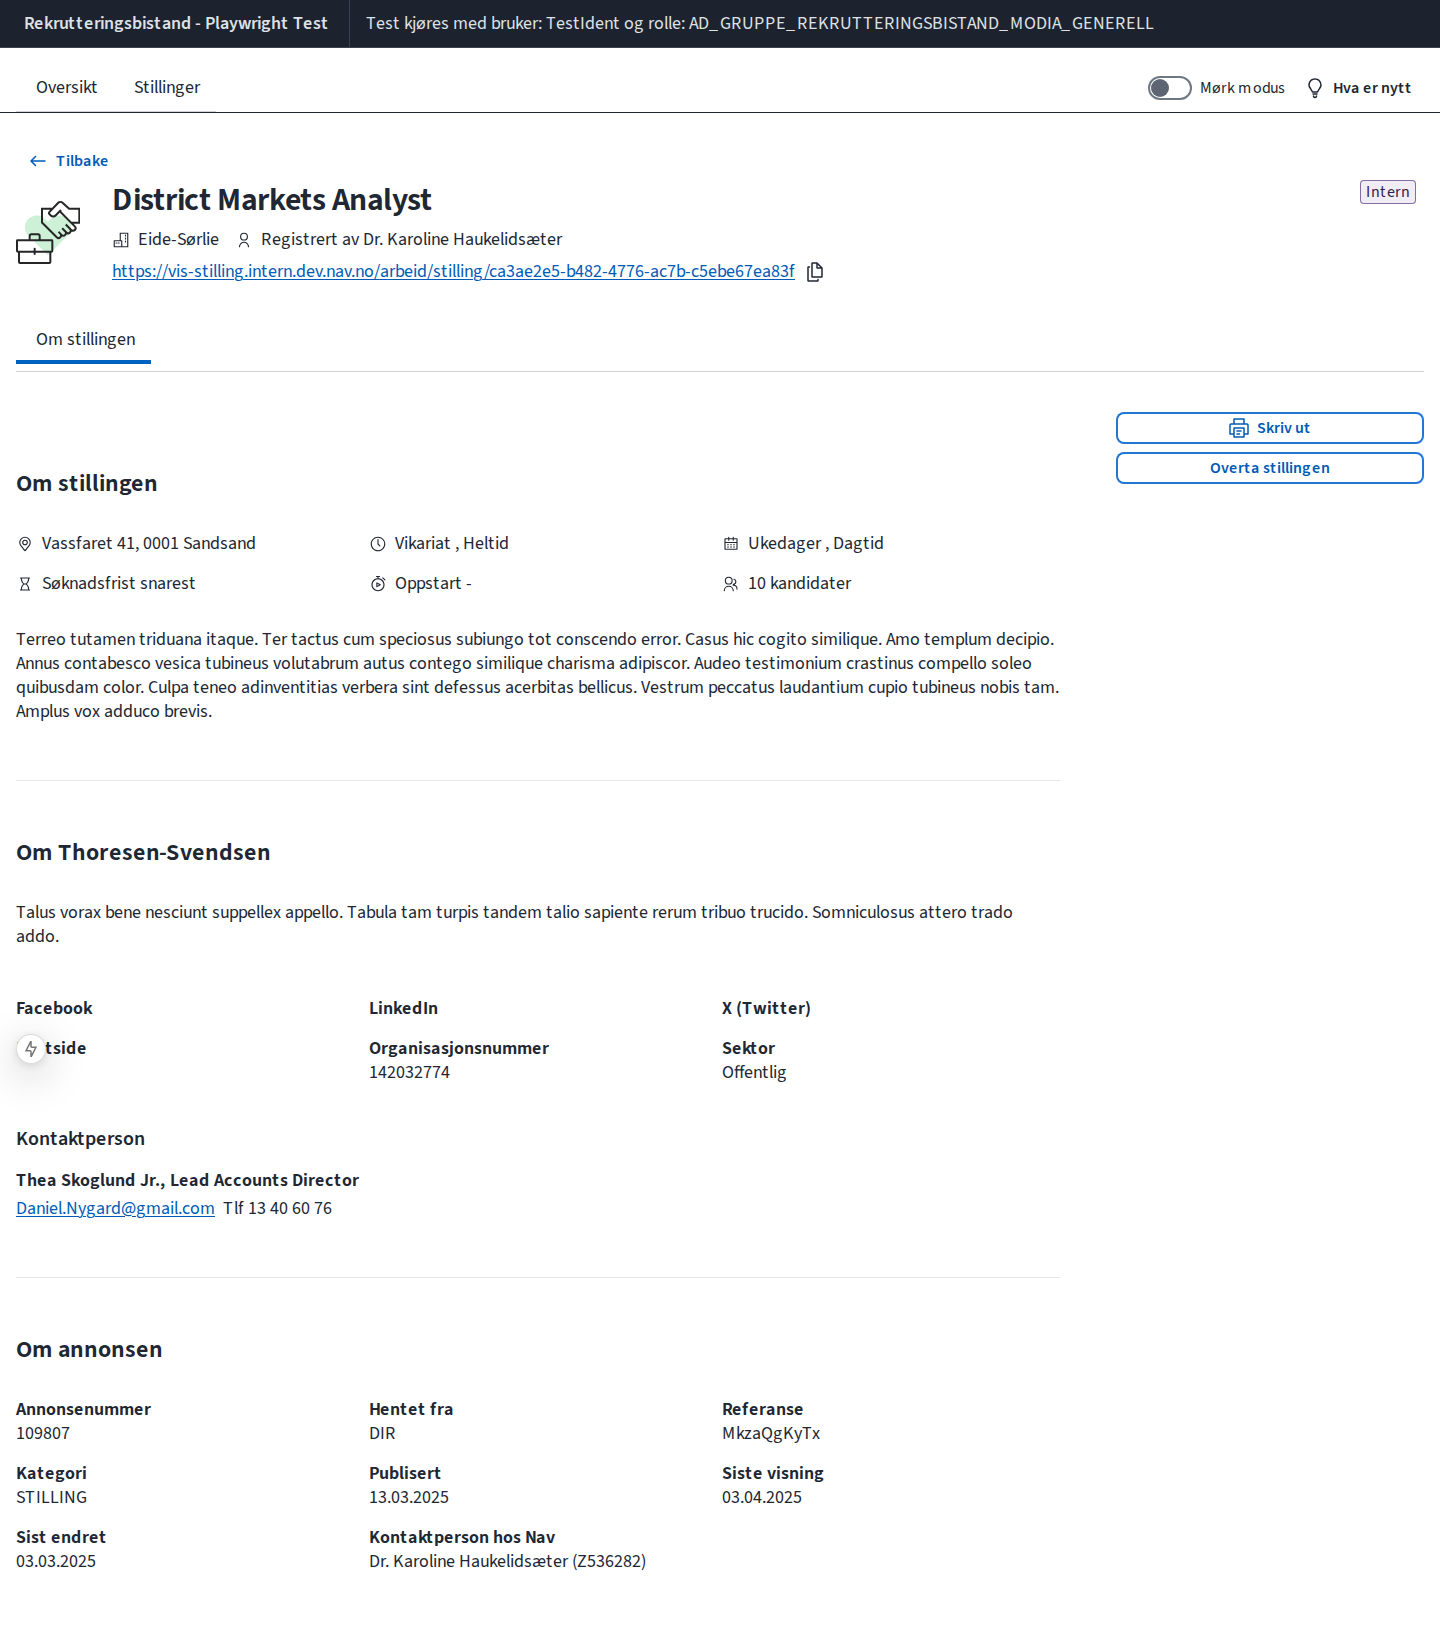 Rekrutteringsbistand - Playwright Test
Test kjøres med bruker: TestIdent og rolle: AD_GRUPPE_REKRUTTERINGSBISTAND_MODIA_GENERELL
Oversikt
Stillinger
Mørk modus
Hva er nytt
Tilbake
District Markets Analyst
Intern
Eide-Sørlie
Registrert av Dr. Karoline Haukelidsæter
https://vis-stilling.intern.dev.nav.no/arbeid/stilling/ca3ae2e5-b482-4776-ac7b-c5ebe67ea83f
Om stillingen
Skriv ut
Overta stillingen
Om stillingen
Vassfaret 41, 0001 Sandsand
Vikariat , Heltid
Ukedager , Dagtid
Søknadsfrist snarest
Oppstart -
10 kandidater
Terreo tutamen triduana itaque. Ter tactus cum speciosus subiungo tot conscendo error. Casus hic cogito similique. Amo templum decipio.
Annus contabesco vesica tubineus volutabrum autus contego similique charisma adipiscor. Audeo testimonium crastinus compello soleo
quibusdam color. Culpa teneo adinventitias verbera sint defessus acerbitas bellicus. Vestrum peccatus laudantium cupio tubineus nobis tam.
Amplus vox adduco brevis.
Om Thoresen-Svendsen
Talus vorax bene nesciunt suppellex appello. Tabula tam turpis tandem talio sapiente rerum tribuo trucido. Somniculosus attero trado
addo.
Facebook
LinkedIn
X (Twitter)
tside
Organisasjonsnummer
142032774
Sektor
Offentlig
Kontaktperson
Thea Skoglund Jr., Lead Accounts Director
Daniel.Nygard@gmail.com Tlf 13 40 60 76
Om annonsen
Annonsenummer
109807
Hentet fra
DIR
Referanse
MkzaQgKyTx
Kategori
STILLING
Publisert
13.03.2025
Siste visning
03.04.2025
Sist endret
03.03.2025
Kontaktperson hos Nav
Dr. Karoline Haukelidsæter (Z536282)